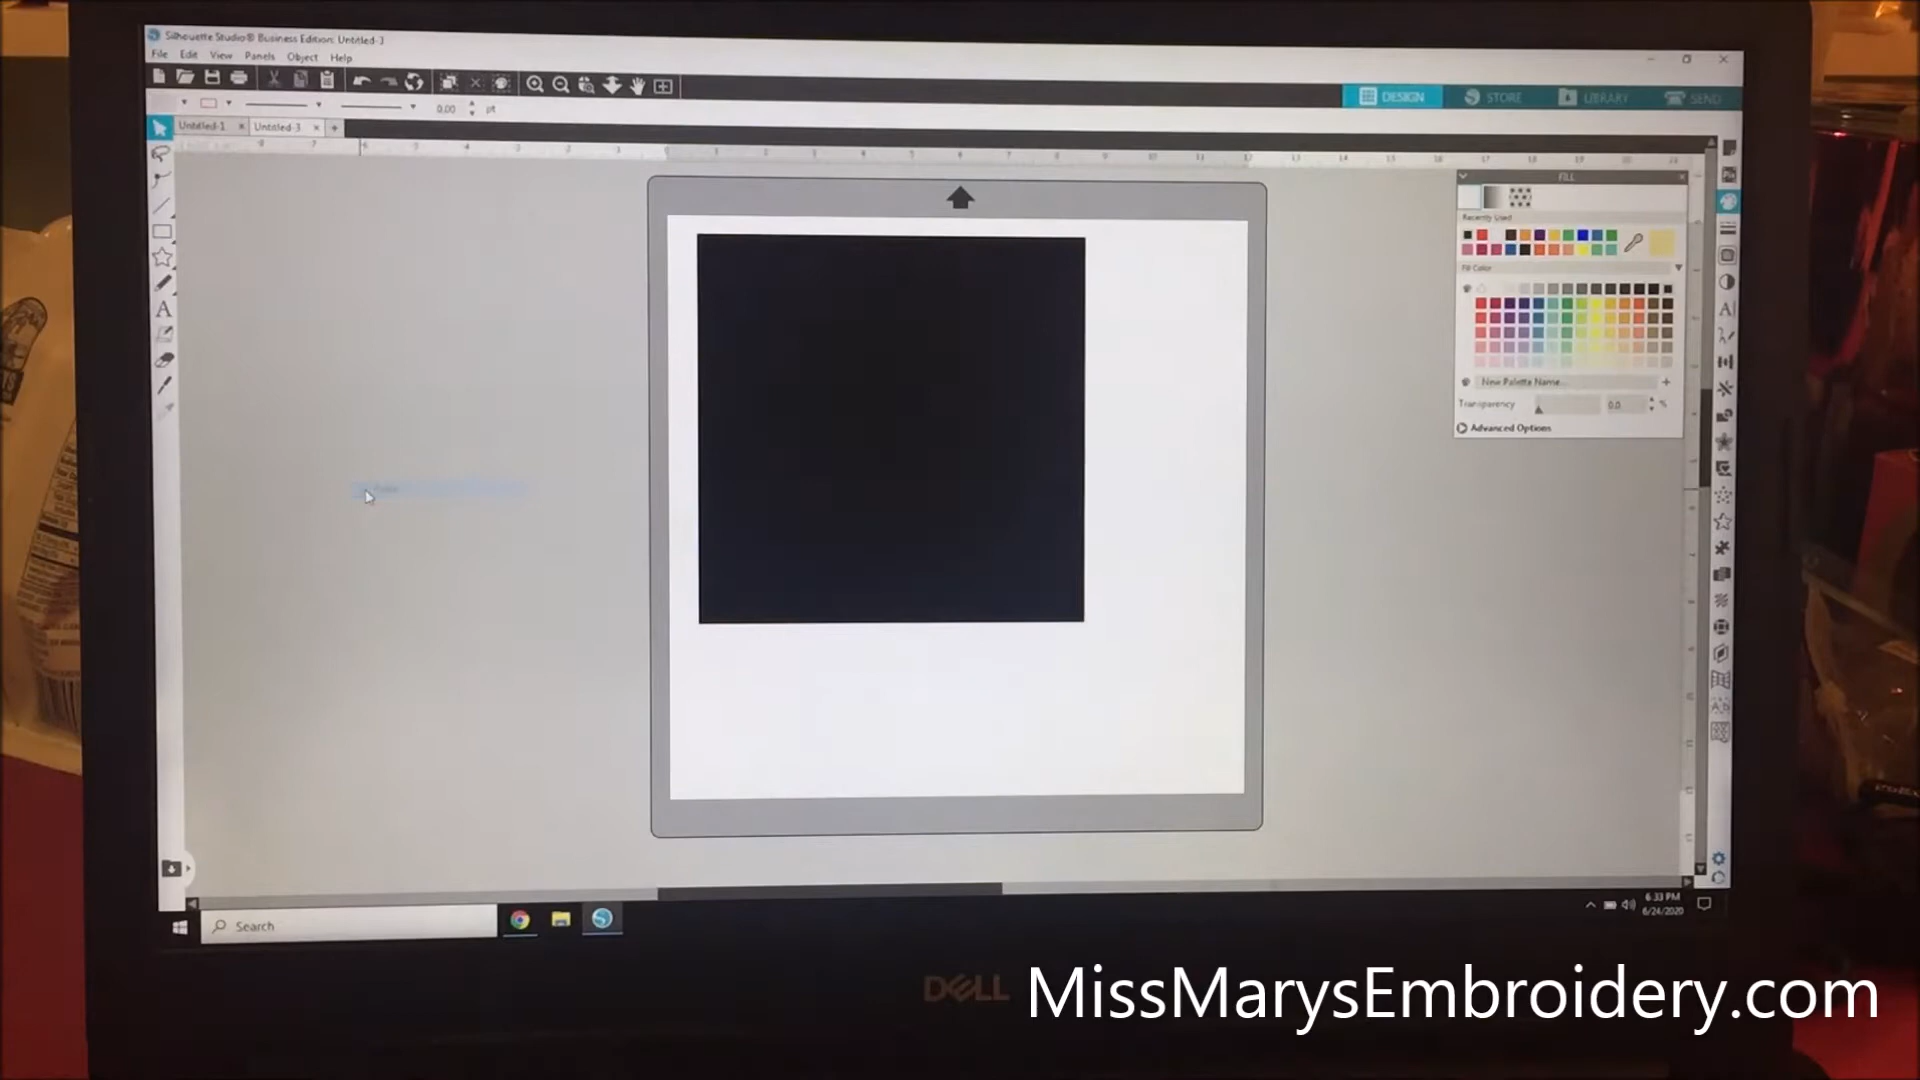 Silhouette Studio® Business Edition: Untitled-3
File Edit View Panels Object Help
DESIGN STORE LIBRARY SEND
0.00 pt
Untitled-1 Untitled-3
FILL
Recently Used
Fill Color
New Palette Name...
Transparency 0.0 %
Advanced Options
Search
6:33 PM
6/24/2020
DELL
MissMarysEmbroidery.com